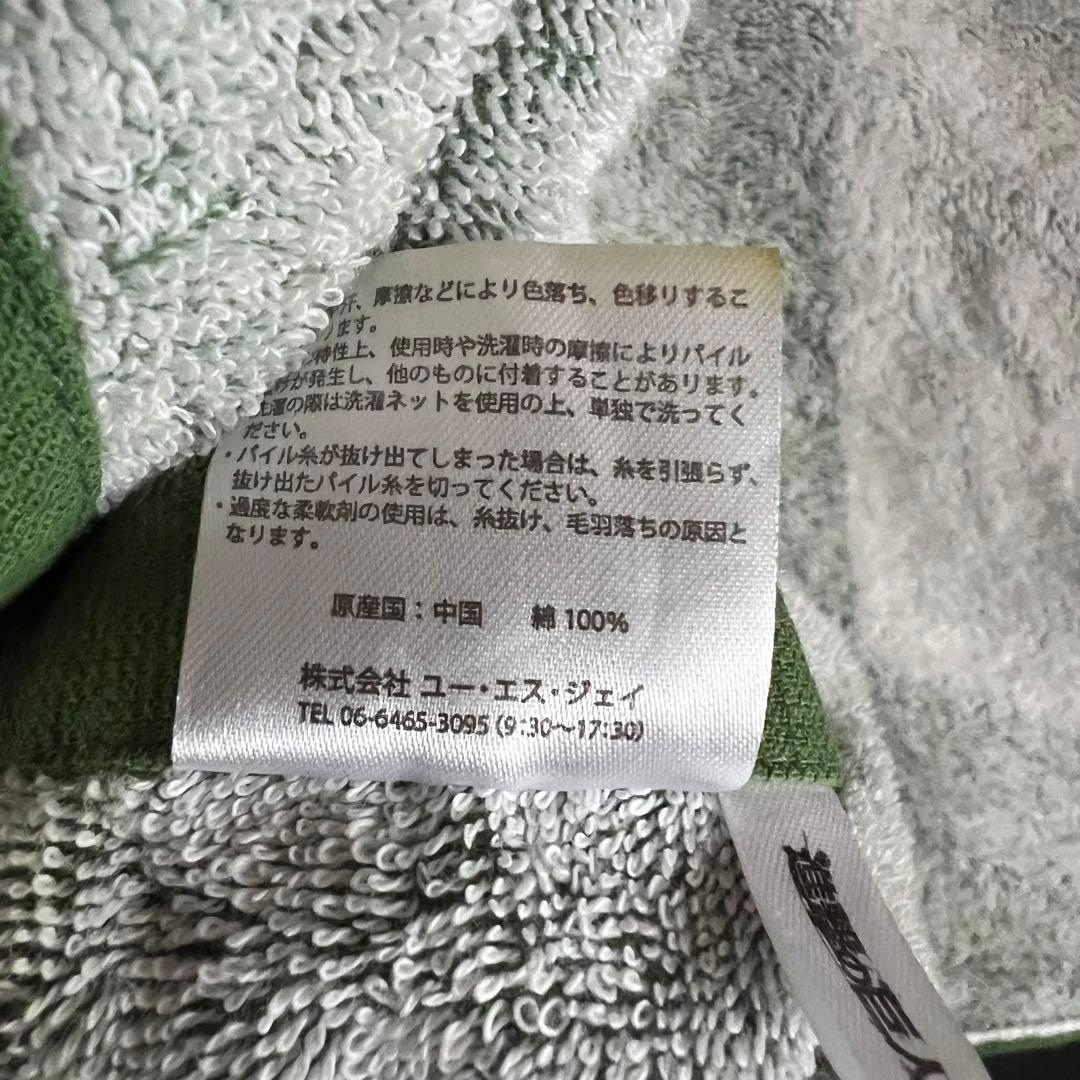 汗、摩擦などにより色落ち、色移りするこ
ります。
特性上、使用時や洗濯時の摩擦によりパイル
が発生し、他のものに付着することがあります。
洗濯の際は洗濯ネットを使用の上、単独で洗ってく
ださい。
・パイル糸が抜け出てしまった場合は、糸を引張らず、
抜け出たパイル糸を切ってください。
・過度な柔軟剤の使用は、糸抜け、毛羽落ちの原因と
なります。
原産国：中国 綿100%
株式会社 ユー・エス・ジェイ
TEL 06-6465-3095 (9:30～17:30)
進撃の巨人